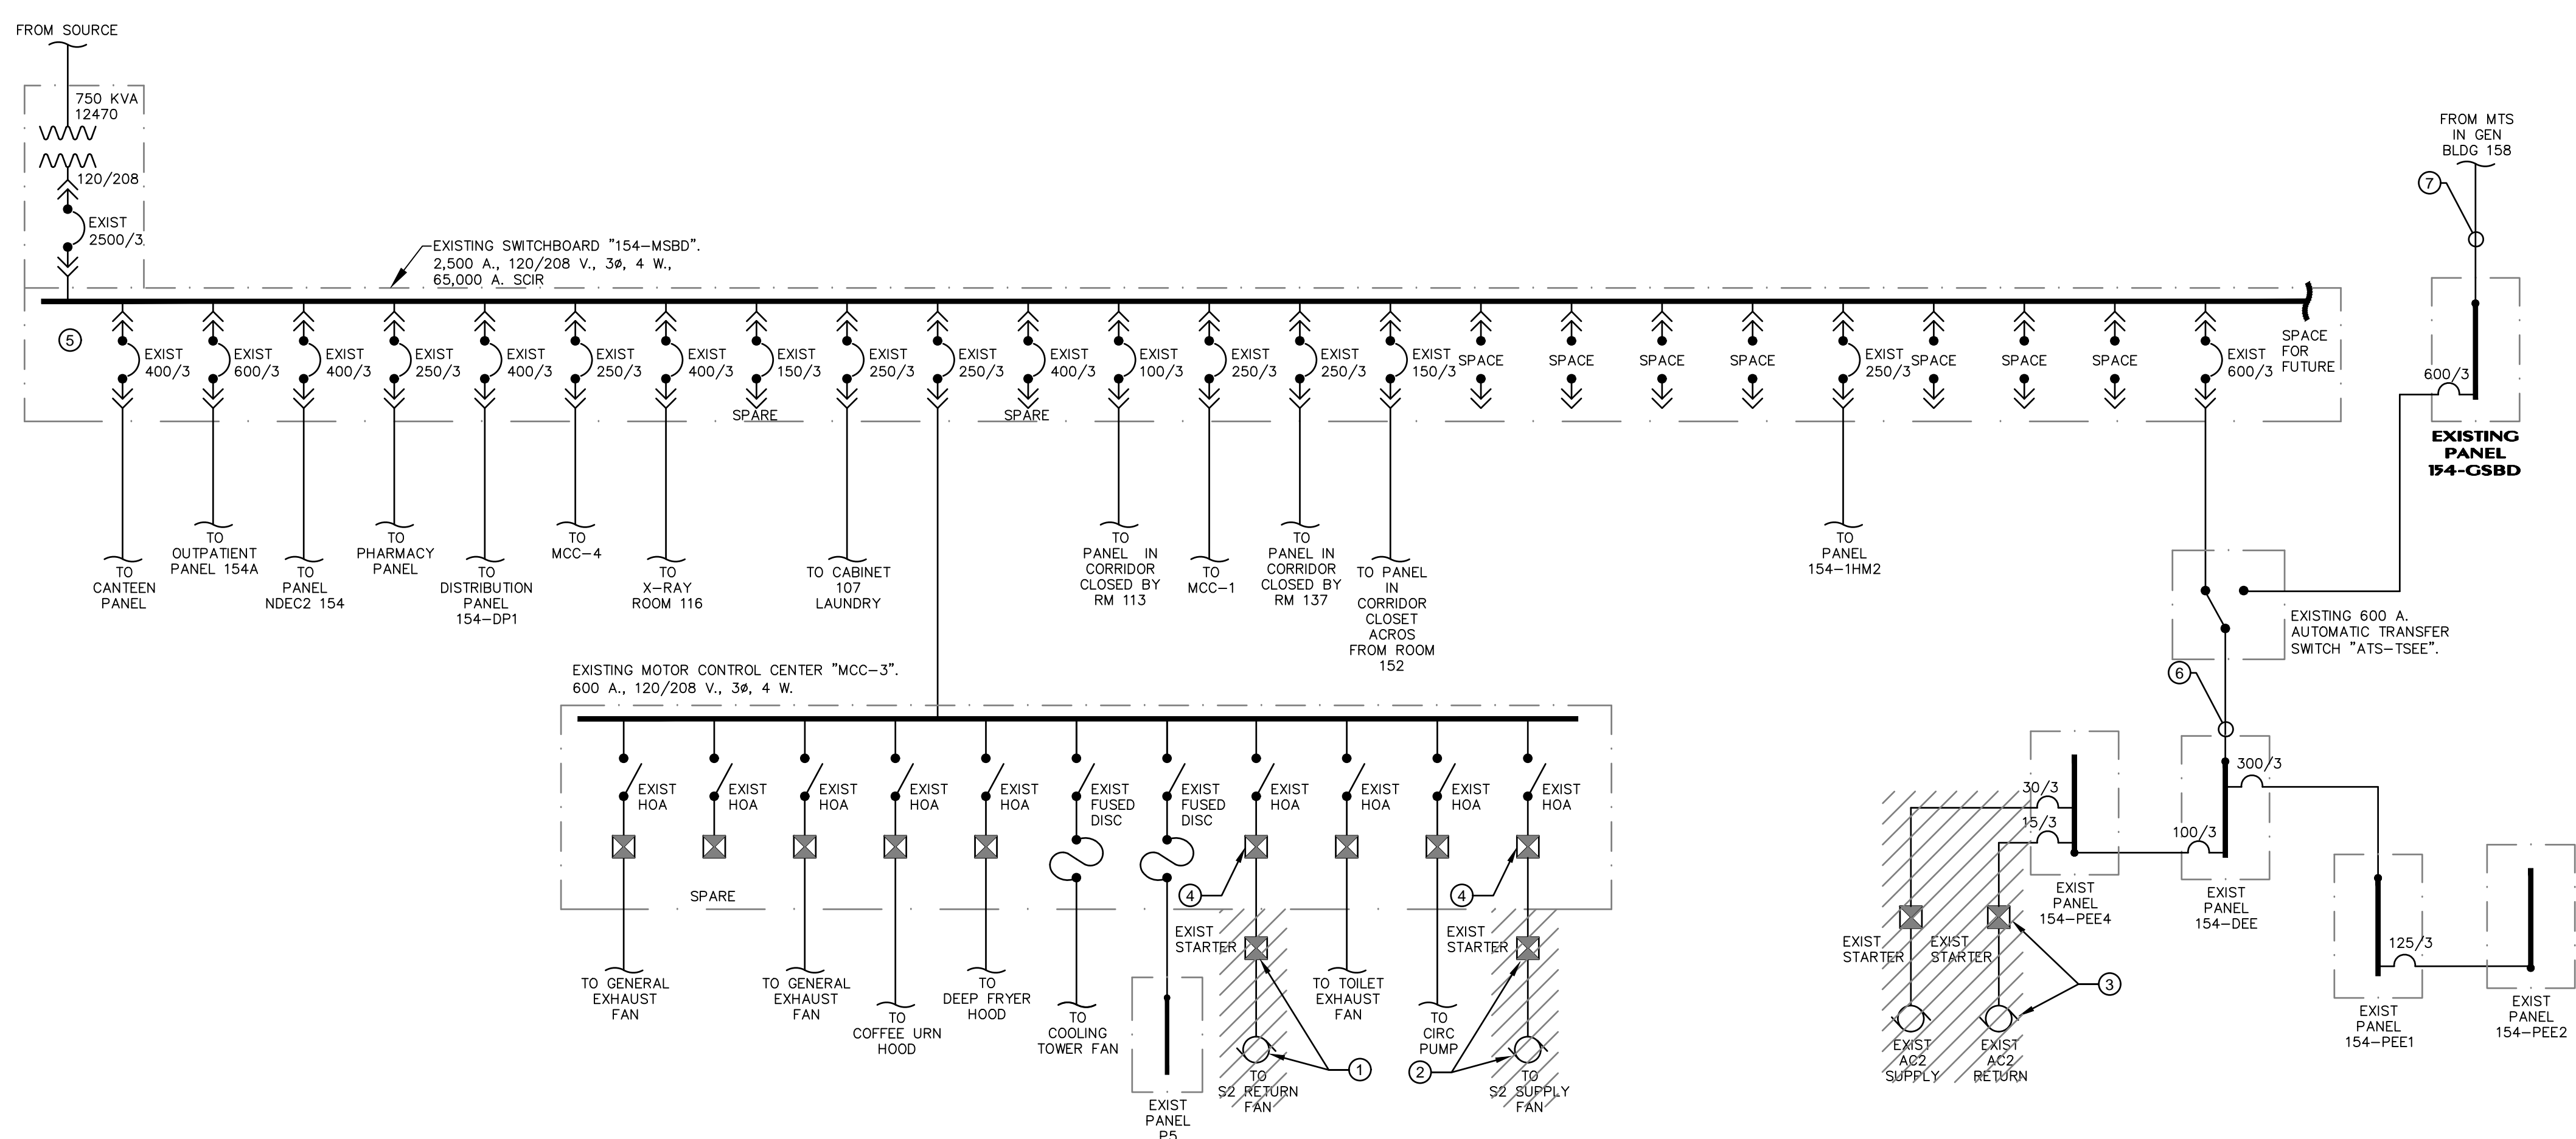 FROM SOURCE
750 KVA
12470
120/208
EXIST
2500/3
EXISTING SWITCHBOARD "154-MSBD".
2,500 A., 120/208 V., 3ø, 4 W.,
65,000 A. SCIR
FROM MTS
IN GEN
BLDG 158
7
5
EXIST
400/3
EXIST
600/3
EXIST
400/3
EXIST
250/3
EXIST
400/3
EXIST
250/3
EXIST
400/3
EXIST
150/3
SPARE
EXIST
250/3
EXIST
250/3
EXIST
400/3
SPARE
EXIST
100/3
EXIST
250/3
EXIST
250/3
EXIST
150/3
SPACE
SPACE
SPACE
SPACE
EXIST
250/3
SPACE
SPACE
SPACE
EXIST
600/3
SPACE
FOR
FUTURE
600/3
EXISTING
PANEL
154-GSBD
TO
CANTEEN
PANEL
TO
OUTPATIENT
PANEL 154A
TO
PANEL
NDEC2 154
TO
PHARMACY
PANEL
TO
DISTRIBUTION
PANEL
154-DP1
TO
MCC-4
TO
X-RAY
ROOM 116
TO CABINET
107
LAUNDRY
TO
PANEL IN
CORRIDOR
CLOSED BY
RM 113
TO
MCC-1
TO
PANEL IN
CORRIDOR
CLOSED BY
RM 137
TO PANEL
IN
CORRIDOR
CLOSET
ACROS
FROM ROOM
152
TO
PANEL
154-1HM2
EXISTING 600 A.
AUTOMATIC TRANSFER
SWITCH "ATS-TSEE".
6
EXISTING MOTOR CONTROL CENTER "MCC-3".
600 A., 120/208 V., 3ø, 4 W.
EXIST
HOA
EXIST
HOA
EXIST
HOA
EXIST
HOA
EXIST
HOA
EXIST
FUSED
DISC
EXIST
FUSED
DISC
EXIST
HOA
EXIST
HOA
EXIST
HOA
EXIST
HOA
SPARE
4
4
EXIST
STARTER
EXIST
STARTER
TO GENERAL
EXHAUST
FAN
TO GENERAL
EXHAUST
FAN
TO
COFFEE URN
HOOD
TO
DEEP FRYER
HOOD
TO
COOLING
TOWER FAN
EXIST
PANEL
P5
TO
S2 RETURN
FAN
1
TO TOILET
EXHAUST
FAN
TO
CIRC
PUMP
2
TO
S2 SUPPLY
FAN
30/3
15/3
100/3
300/3
EXIST
PANEL
154-PEE4
EXIST
PANEL
154-DEE
EXIST
STARTER
EXIST
STARTER
3
EXIST
AC2
SUPPLY
EXIST
AC2
RETURN
125/3
EXIST
PANEL
154-PEE1
EXIST
PANEL
154-PEE2